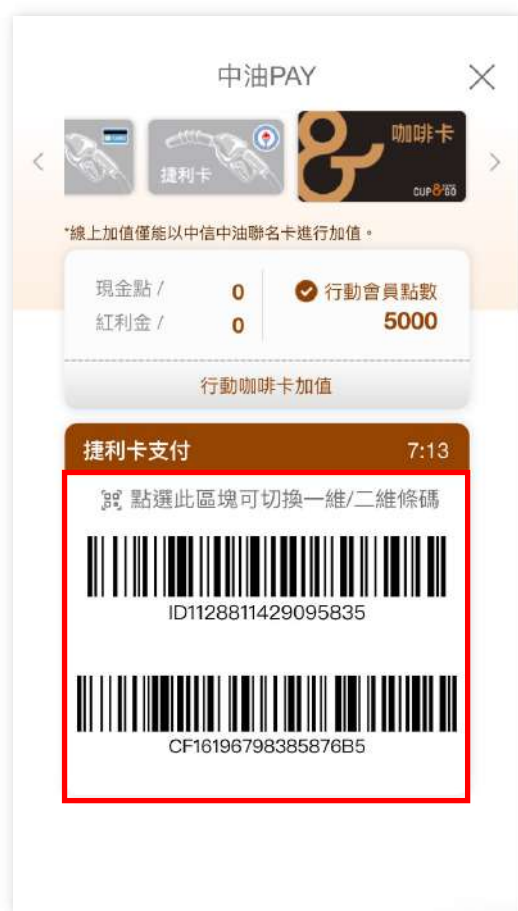 中油PAY
捷利卡
咖啡卡
CUP&GO
*線上加值僅能以中信中油聯名卡進行加值。
現金點 / 0
行動會員點數
紅利金 / 0
5000
行動咖啡卡加值
捷利卡支付 7:13
點選此區塊可切換一維/二維條碼
ID1128811429095835
CF16196798385876B5